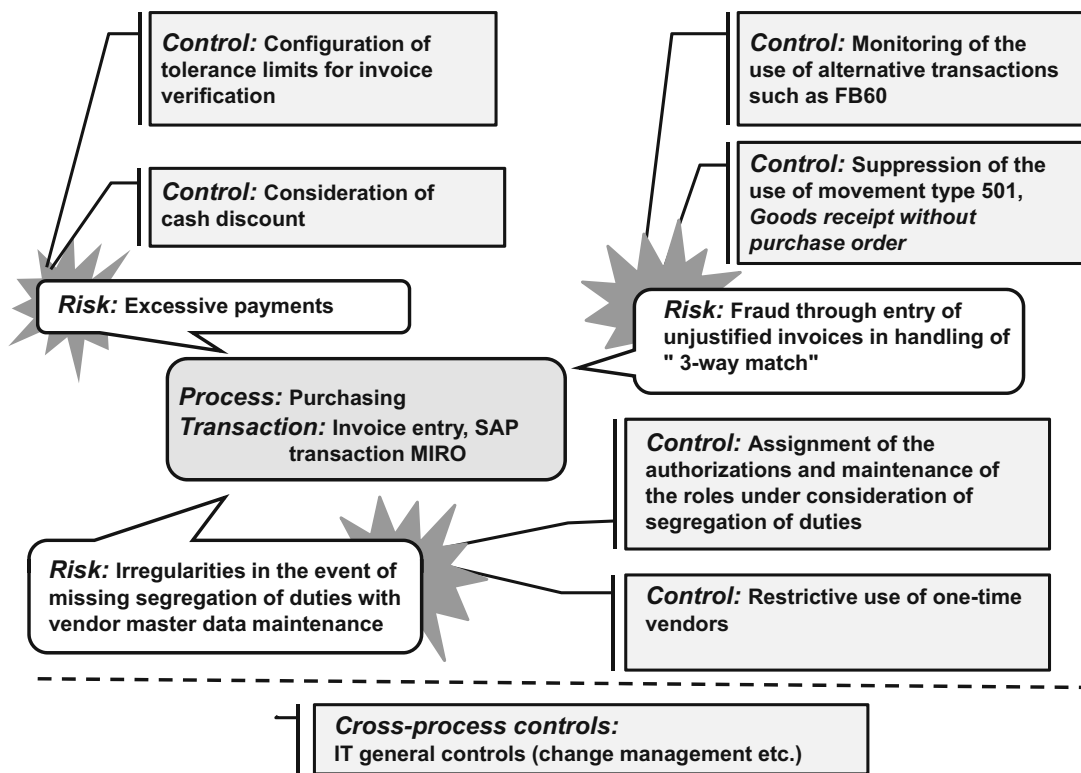 Control: Configuration of
tolerance limits for invoice
verification
Control: Monitoring of the
use of alternative transactions
such as FB60
Control: Consideration of
cash discount
Control: Suppression of the
use of movement type 501,
Goods receipt without
purchase order
Risk: Excessive payments
Risk: Fraud through entry of
unjustified invoices in handling of
" 3-way match"
Process: Purchasing
Transaction: Invoice entry, SAP
transaction MIRO
Control: Assignment of the
authorizations and maintenance of
the roles under consideration of
segregation of duties
Risk: Irregularities in the event of
missing segregation of duties with
vendor master data maintenance
Control: Restrictive use of one-time
vendors
Cross-process controls:
IT general controls (change management etc.)